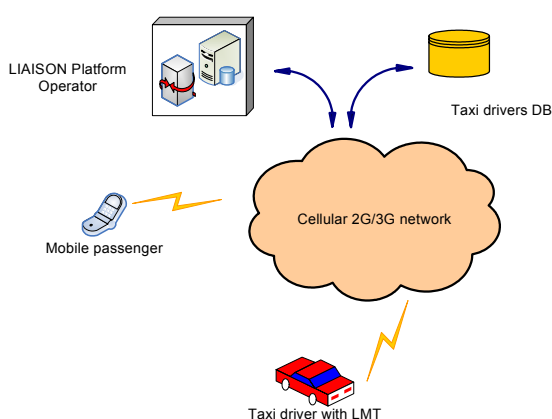 LIAISON Platform
Operator
Taxi drivers DB
Cellular 2G/3G network
Mobile passenger
Taxi driver with LMT